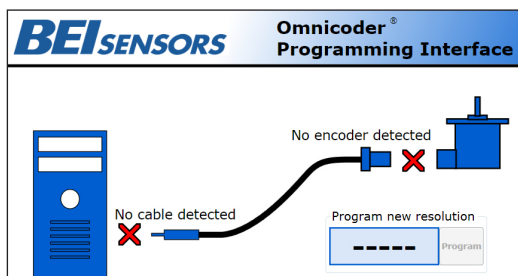 BEI SENSORS
Omnicoder®
Programming Interface
No encoder detected
No cable detected
Program new resolution
-----
Program